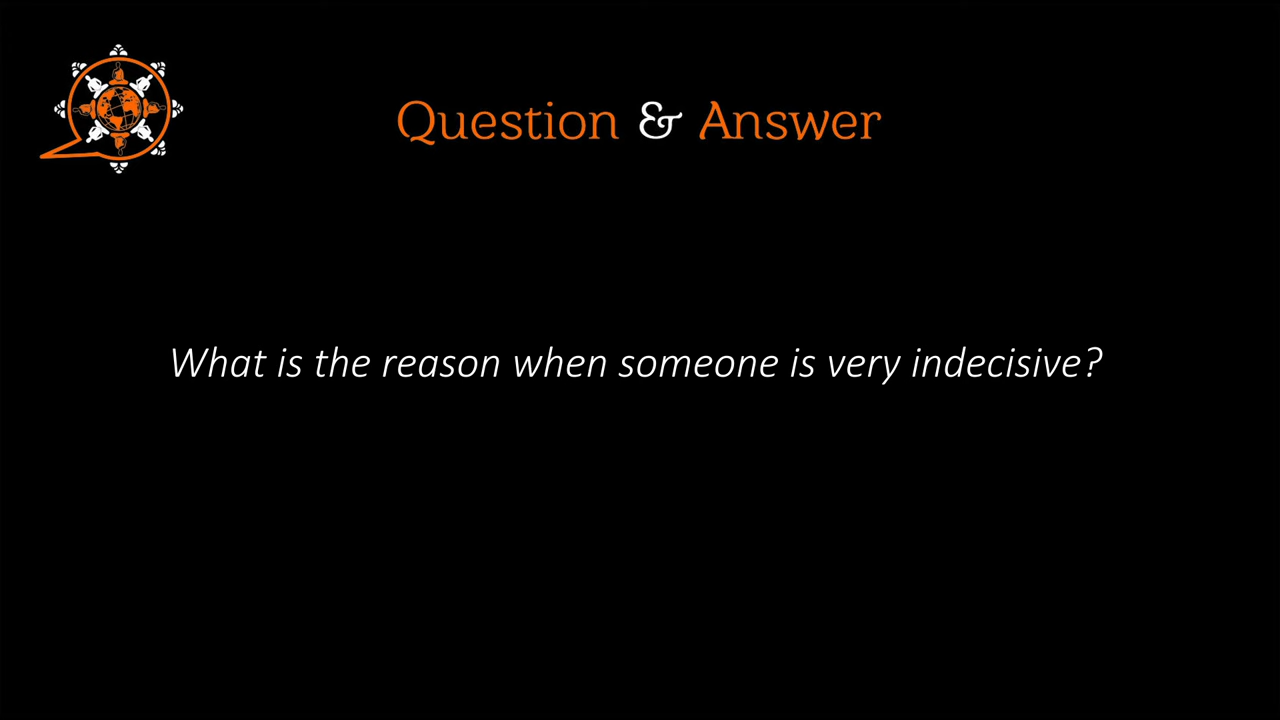 Question & Answer
What is the reason when someone is very indecisive?